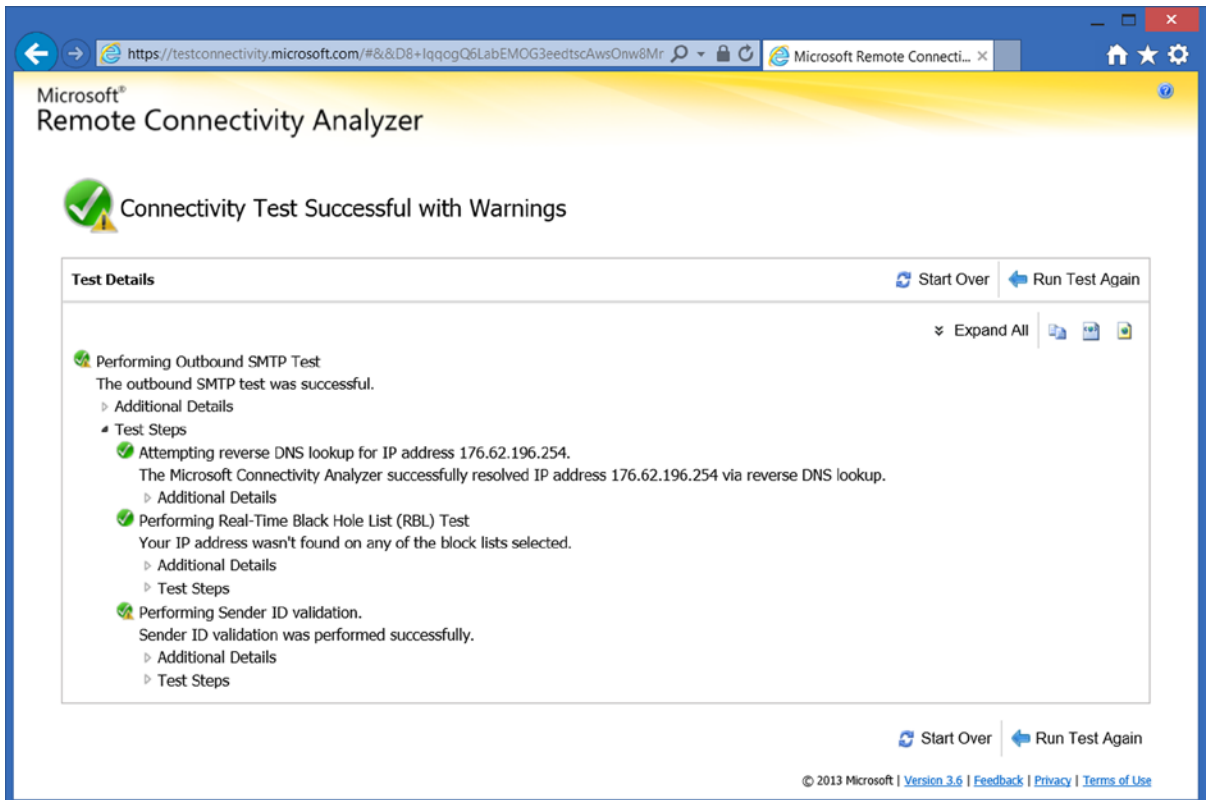 https://testconnectivity.microsoft.com/#&&D8+IqqogQ6LabEMOG3eedtscAwsOnw8Mr
Microsoft Remote Connecti...
Microsoft®
Remote Connectivity Analyzer
Connectivity Test Successful with Warnings
Test Details
Start Over
Run Test Again
Expand All
Performing Outbound SMTP Test
The outbound SMTP test was successful.
Additional Details
Test Steps
Attempting reverse DNS lookup for IP address 176.62.196.254.
The Microsoft Connectivity Analyzer successfully resolved IP address 176.62.196.254 via reverse DNS lookup.
Additional Details
Performing Real-Time Black Hole List (RBL) Test
Your IP address wasn't found on any of the block lists selected.
Additional Details
Test Steps
Performing Sender ID validation.
Sender ID validation was performed successfully.
Additional Details
Test Steps
Start Over
Run Test Again
© 2013 Microsoft | Version 3.6 | Feedback | Privacy | Terms of Use